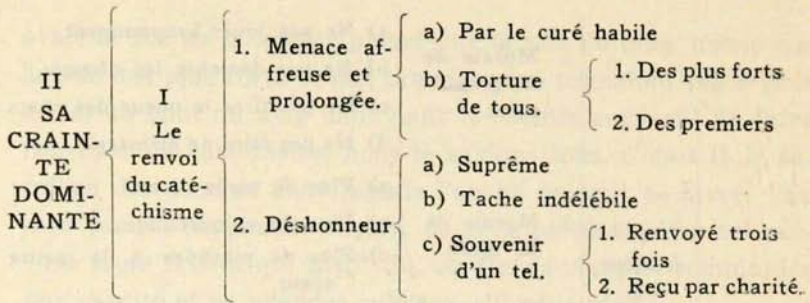 II
SA
CRAIN-
TE
DOMI-
NANTE
I
Le
renvoi
du caté-
chisme
1. Menace af-
freuse et
prolongée.
a) Par le curé habile
b) Torture
de tous.
1. Des plus forts
2. Des premiers
2. Déshonneur
a) Suprême
b) Tache indélébile
c) Souvenir
d'un tel.
1. Renvoyé trois
fois
2. Reçu par charité.